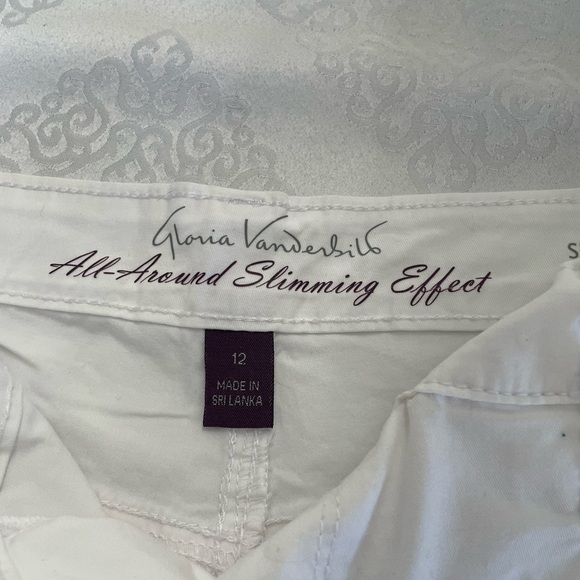 Gloria Vanderbilt
All-Around Slimming Effect
S
12
MADE IN
SRI LANKA